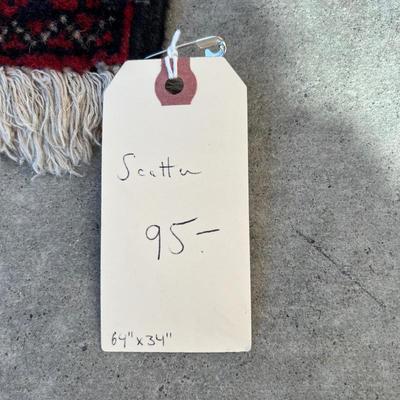 Scatter
95-
64" x 34"